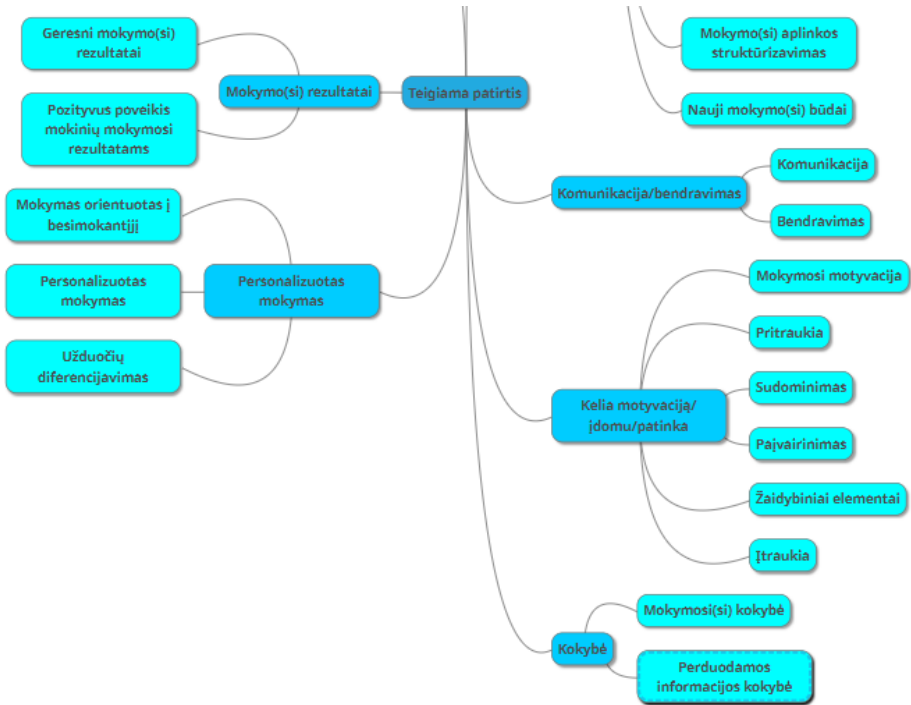 Geresni mokymo(si)
rezultatai
Pozityvus poveikis
mokinių mokymosi
rezultatams
Mokymo(si) rezultatai
Teigiama patirtis
Mokymas orientuotas į
besimokantįjį
Personalizuotas
mokymas
Užduočių
diferencijavimas
Personalizuotas
mokymas
Mokymo(si) aplinkos
struktūrizavimas
Nauji mokymo(si) būdai
Komunikacija/bendravimas
Komunikacija
Bendravimas
Kelia motyvaciją/
įdomu/patinka
Mokymosi motyvacija
Pritraukia
Sudominimas
Paįvairinimas
Žaidybiniai elementai
Įtraukia
Kokybė
Mokymosi(si) kokybė
Perduodamos
informacijos kokybė